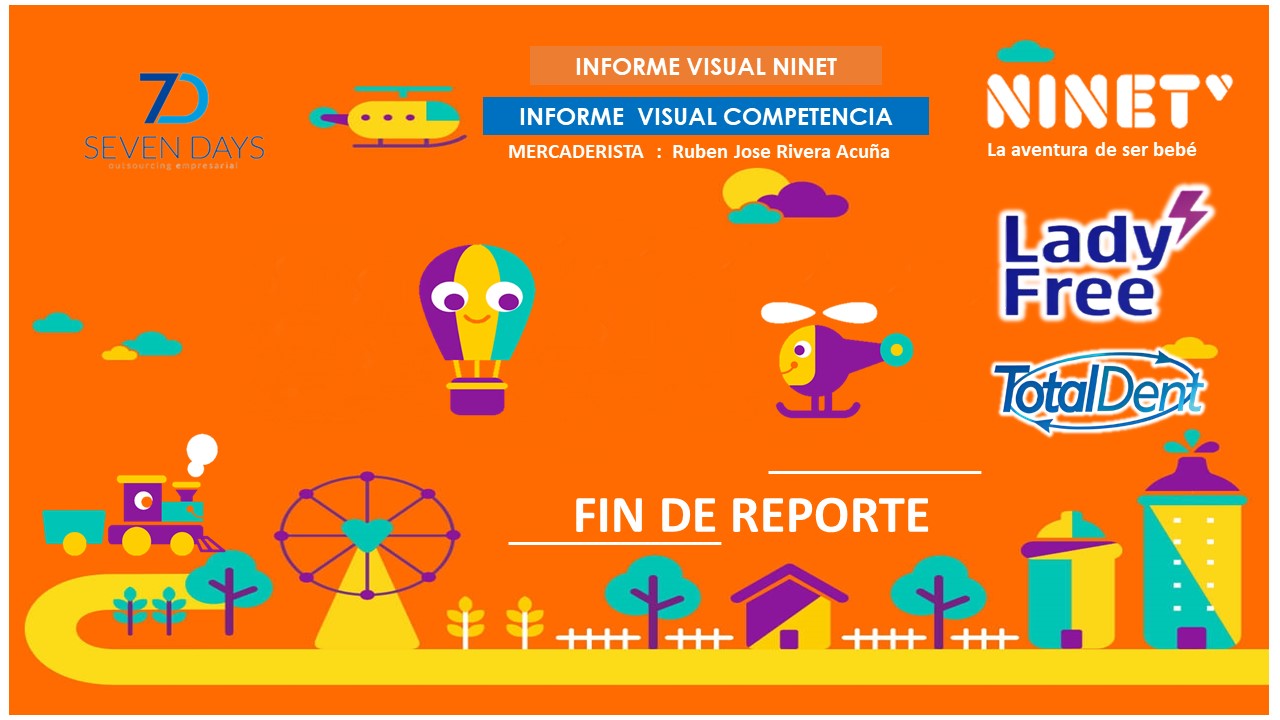 7D
SEVEN DAYS
outsourcing empresarial
INFORME VISUAL NINET
INFORME VISUAL COMPETENCIA
MERCADERISTA : Ruben Jose Rivera Acuña
NINET
La aventura de ser bebé
Lady
Free
TotalDent
FIN DE REPORTE